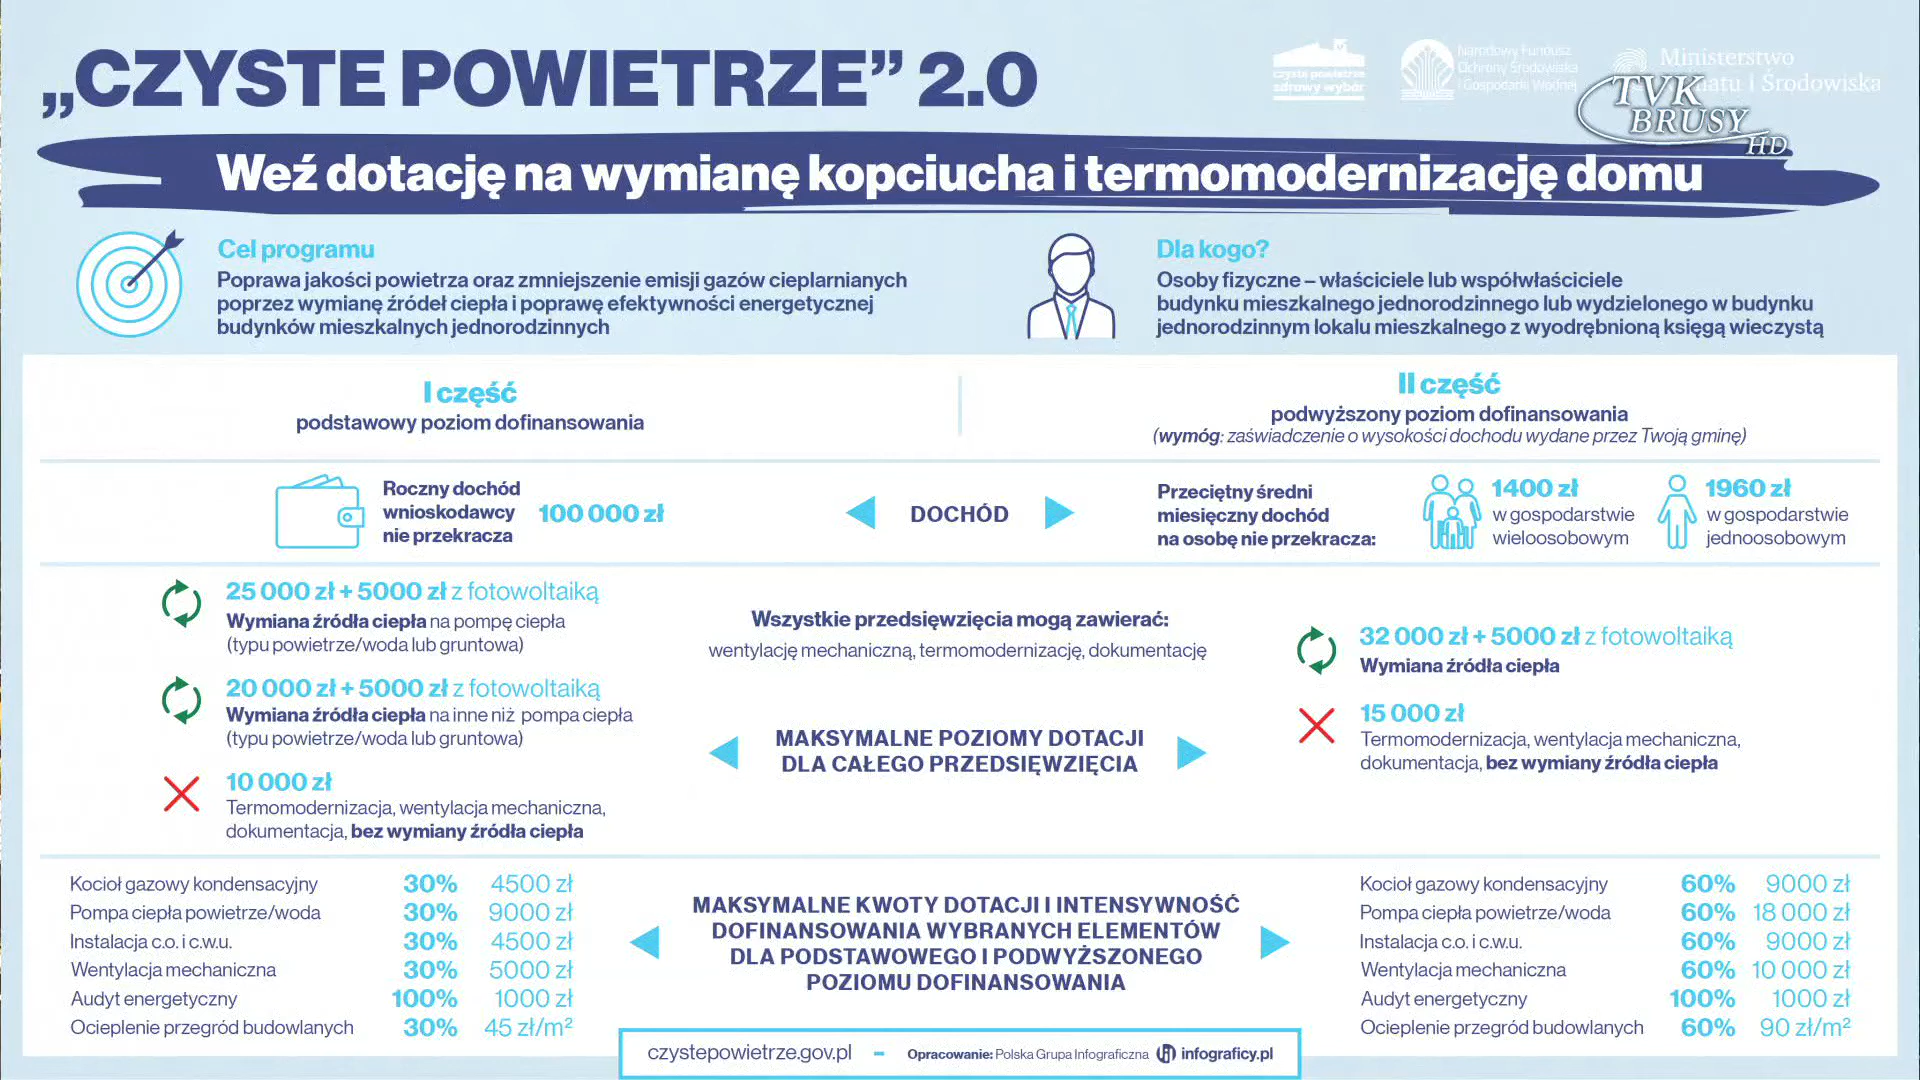 „CZYSTE POWIETRZE” 2.0
czyste powietrze
zdrowy wybór
Narodowy Fundusz
Ochrony Środowiska
i Gospodarki Wodnej
Ministerstwo
i Środowiska
TVK
BRUSY
HD
Weź dotację na wymianę kopciucha i termomodernizację domu
Cel programu
Poprawa jakości powietrza oraz zmniejszenie emisji gazów cieplarnianych
poprzez wymianę źródeł ciepła i poprawę efektywności energetycznej
budynków mieszkalnych jednorodzinnych
Dla kogo?
Osoby fizyczne – właściciele lub współwłaściciele
budynku mieszkalnego jednorodzinnego lub wydzielonego w budynku
jednorodzinnym lokalu mieszkalnego z wyodrębnioną księgą wieczystą
I część
podstawowy poziom dofinansowania
II część
podwyższony poziom dofinansowania
(wymóg: zaświadczenie o wysokości dochodu wydane przez Twoją gminę)
Roczny dochód
wnioskodawcy
nie przekracza
100 000 zł
DOCHÓD
Przeciętny średni
miesięczny dochód
na osobę nie przekracza:
1400 zł
w gospodarstwie
wieloosobowym
1960 zł
w gospodarstwie
jednoosobowym
25 000 zł + 5000 zł z fotowoltaiką
Wymiana źródła ciepła na pompę ciepła
(typu powietrze/woda lub gruntowa)
20 000 zł + 5000 zł z fotowoltaiką
Wymiana źródła ciepła na inne niż pompa ciepła
(typu powietrze/woda lub gruntowa)
10 000 zł
Termomodernizacja, wentylacja mechaniczna,
dokumentacja, bez wymiany źródła ciepła
Wszystkie przedsięwzięcia mogą zawierać:
wentylację mechaniczną, termomodernizację, dokumentację
MAKSYMALNE POZIOMY DOTACJI
DLA CAŁEGO PRZEDSIĘWZIĘCIA
32 000 zł + 5000 zł z fotowoltaiką
Wymiana źródła ciepła
15 000 zł
Termomodernizacja, wentylacja mechaniczna,
dokumentacja, bez wymiany źródła ciepła
Kocioł gazowy kondensacyjny 30% 4500 zł
Pompa ciepła powietrze/woda 30% 9000 zł
Instalacja c.o. i c.w.u. 30% 4500 zł
Wentylacja mechaniczna 30% 5000 zł
Audyt energetyczny 100% 1000 zł
Ocieplenie przegród budowlanych 30% 45 zł/m²
MAKSYMALNE KWOTY DOTACJI I INTENSYWNOŚĆ
DOFINANSOWANIA WYBRANYCH ELEMENTÓW
DLA PODSTAWOWEGO I PODWYŻSZONEGO
POZIOMU DOFINANSOWANIA
Kocioł gazowy kondensacyjny 60% 9000 zł
Pompa ciepła powietrze/woda 60% 18 000 zł
Instalacja c.o. i c.w.u. 60% 9000 zł
Wentylacja mechaniczna 60% 10 000 zł
Audyt energetyczny 100% 1000 zł
Ocieplenie przegród budowlanych 60% 90 zł/m²
czystepowietrze.gov.pl – Opracowanie: Polska Grupa Infograficzna infograficy.pl